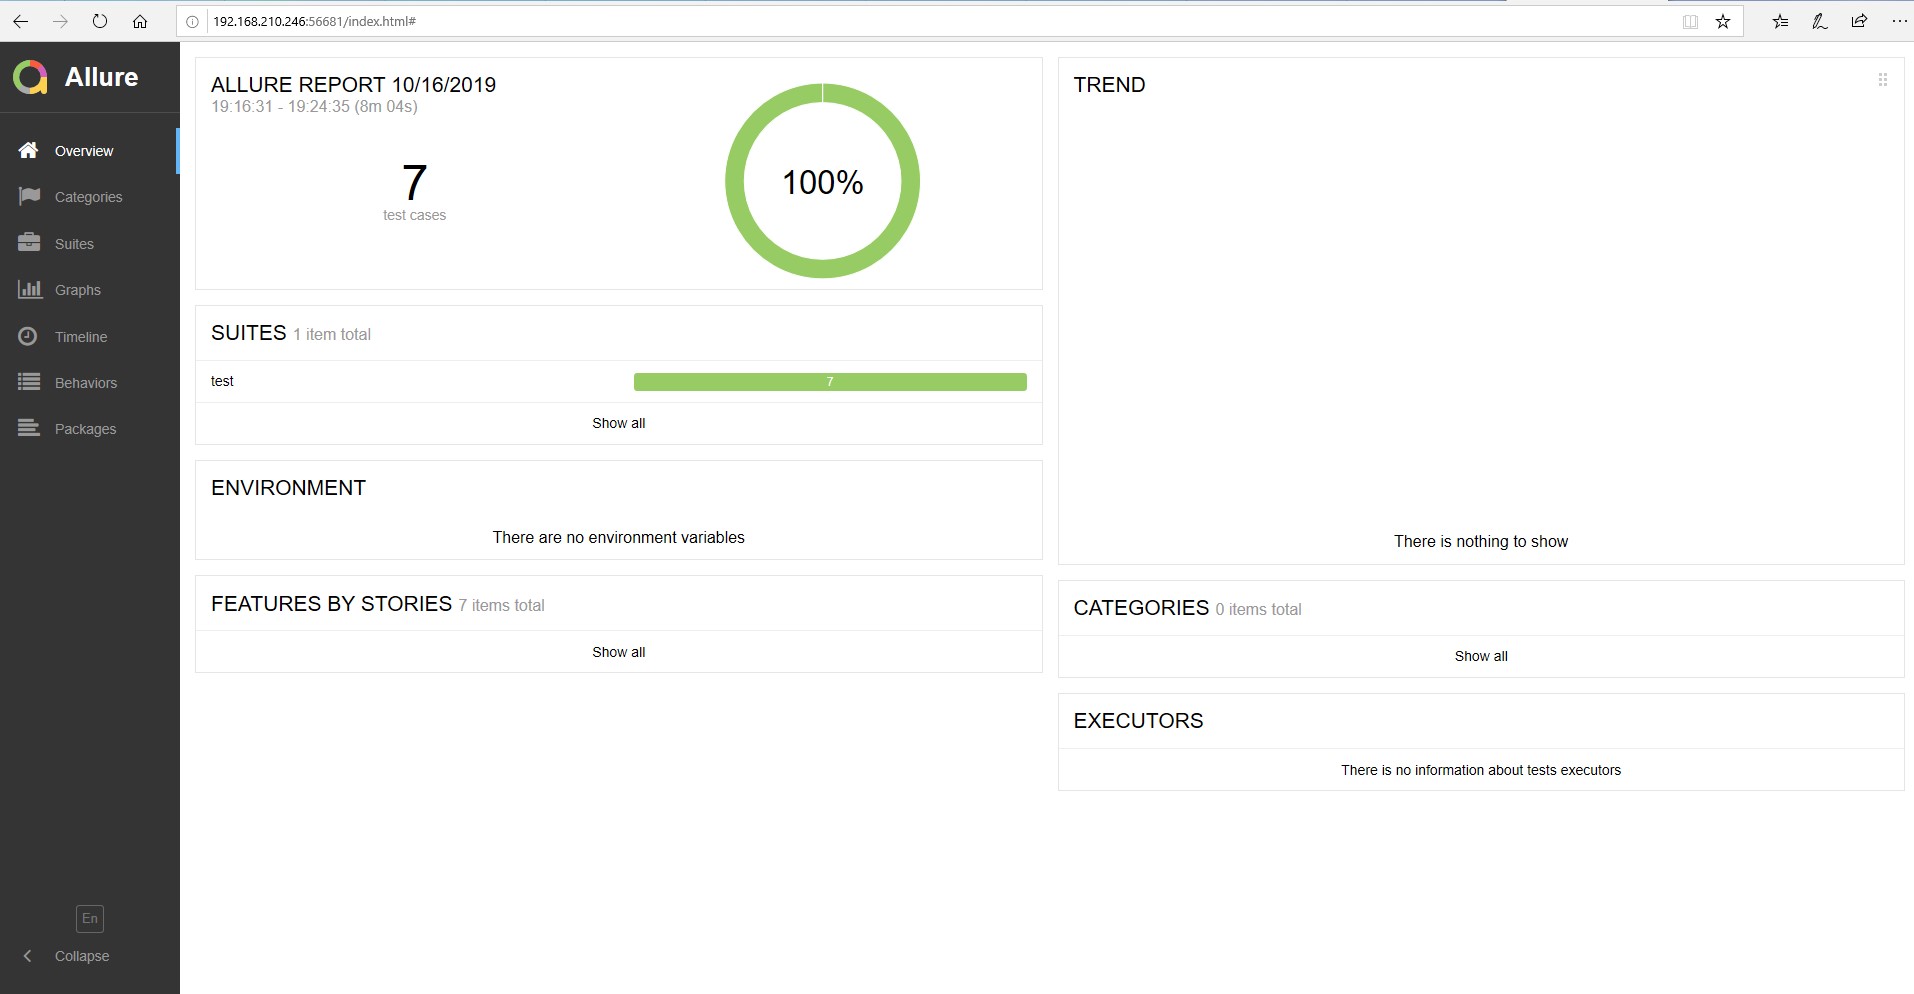 192.168.210.246:56681/index.html#
Allure
Overview
Categories
Suites
Graphs
Timeline
Behaviors
Packages
En
Collapse
ALLURE REPORT 10/16/2019
19:16:31 - 19:24:35 (8m 04s)
7
test cases
100%
SUITES 1 item total
test 7
Show all
ENVIRONMENT
There are no environment variables
FEATURES BY STORIES 7 items total
Show all
TREND
There is nothing to show
CATEGORIES 0 items total
Show all
EXECUTORS
There is no information about tests executors